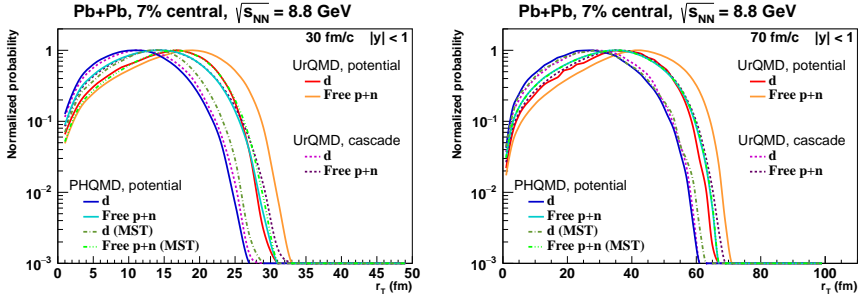 Pb+Pb, 7% central, √s_NN = 8.8 GeV
30 fm/c |y| < 1
UrQMD, potential
d
Free p+n
UrQMD, cascade
d
Free p+n
PHQMD, potential
d
Free p+n
d (MST)
Free p+n (MST)
Normalized probability
1
10⁻¹
10⁻²
10⁻³
0 5 10 15 20 25 30 35 40 45 50
r_T (fm)
Pb+Pb, 7% central, √s_NN = 8.8 GeV
70 fm/c |y| < 1
UrQMD, potential
d
Free p+n
UrQMD, cascade
d
Free p+n
PHQMD, potential
d
Free p+n
d (MST)
Free p+n (MST)
Normalized probability
1
10⁻¹
10⁻²
10⁻³
0 20 40 60 80 100
r_T (fm)